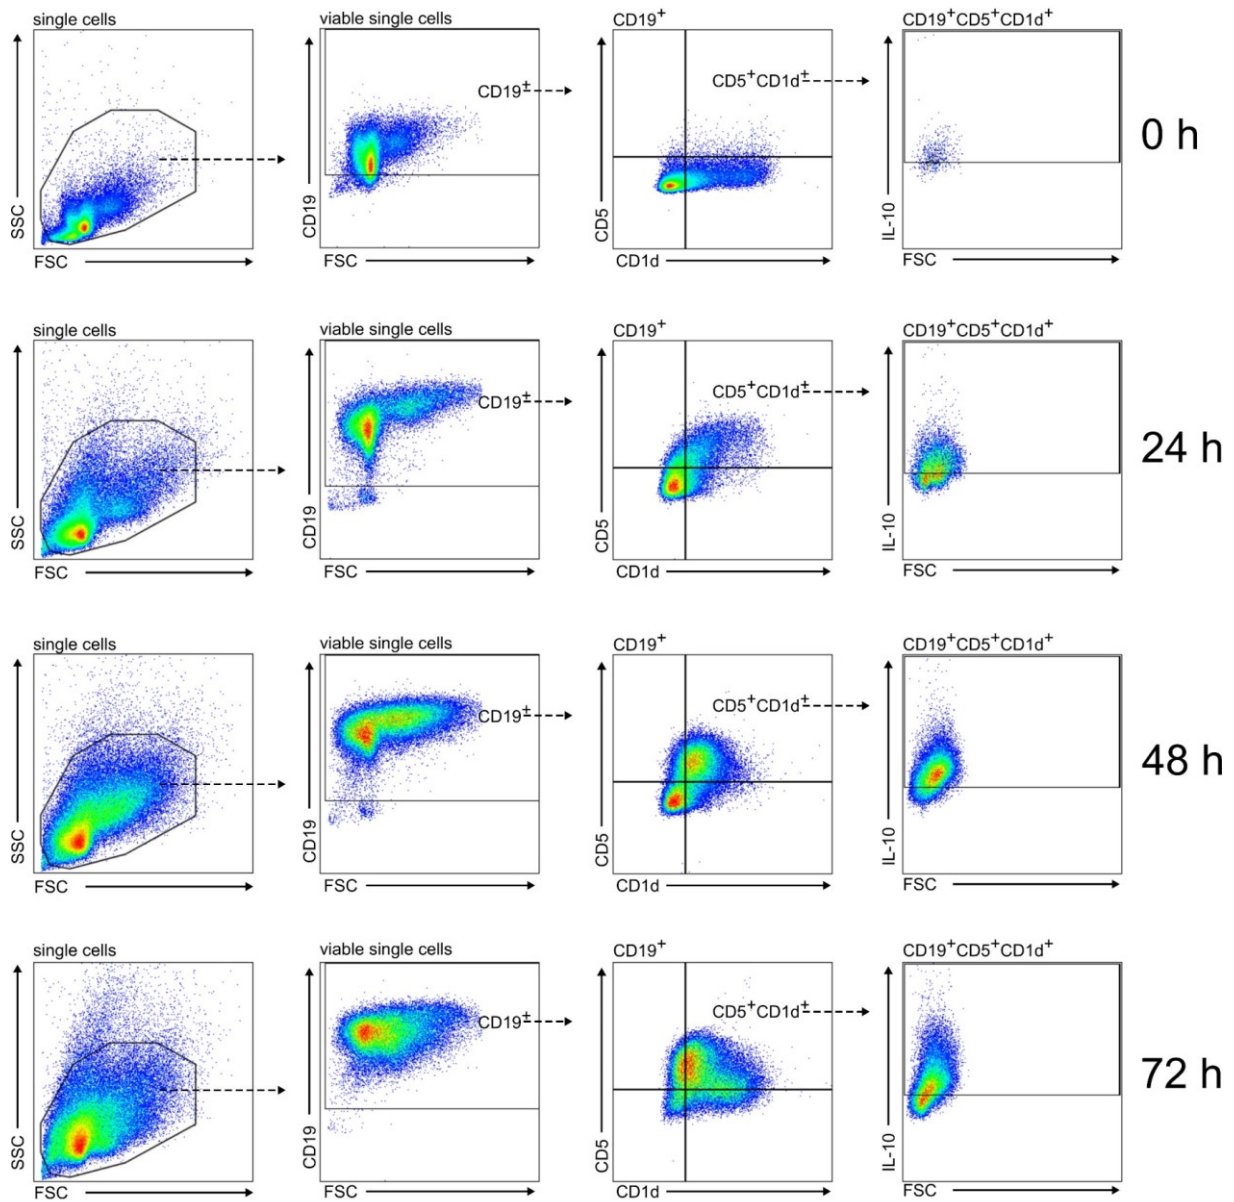 single cells
viable single cells
CD19⁺
CD19⁺CD5⁺CD1d⁺
CD19±
CD5⁺CD1d±
0 h
SSC
CD19
CD5
IL-10
FSC
FSC
CD1d
FSC
single cells
viable single cells
CD19⁺
CD19⁺CD5⁺CD1d⁺
CD19±
CD5⁺CD1d±
24 h
SSC
CD19
CD5
IL-10
FSC
FSC
CD1d
FSC
single cells
viable single cells
CD19⁺
CD19⁺CD5⁺CD1d⁺
CD19±
CD5⁺CD1d±
48 h
SSC
CD19
CD5
IL-10
FSC
FSC
CD1d
FSC
single cells
viable single cells
CD19⁺
CD19⁺CD5⁺CD1d⁺
CD19±
CD5⁺CD1d±
72 h
SSC
CD19
CD5
IL-10
FSC
FSC
CD1d
FSC